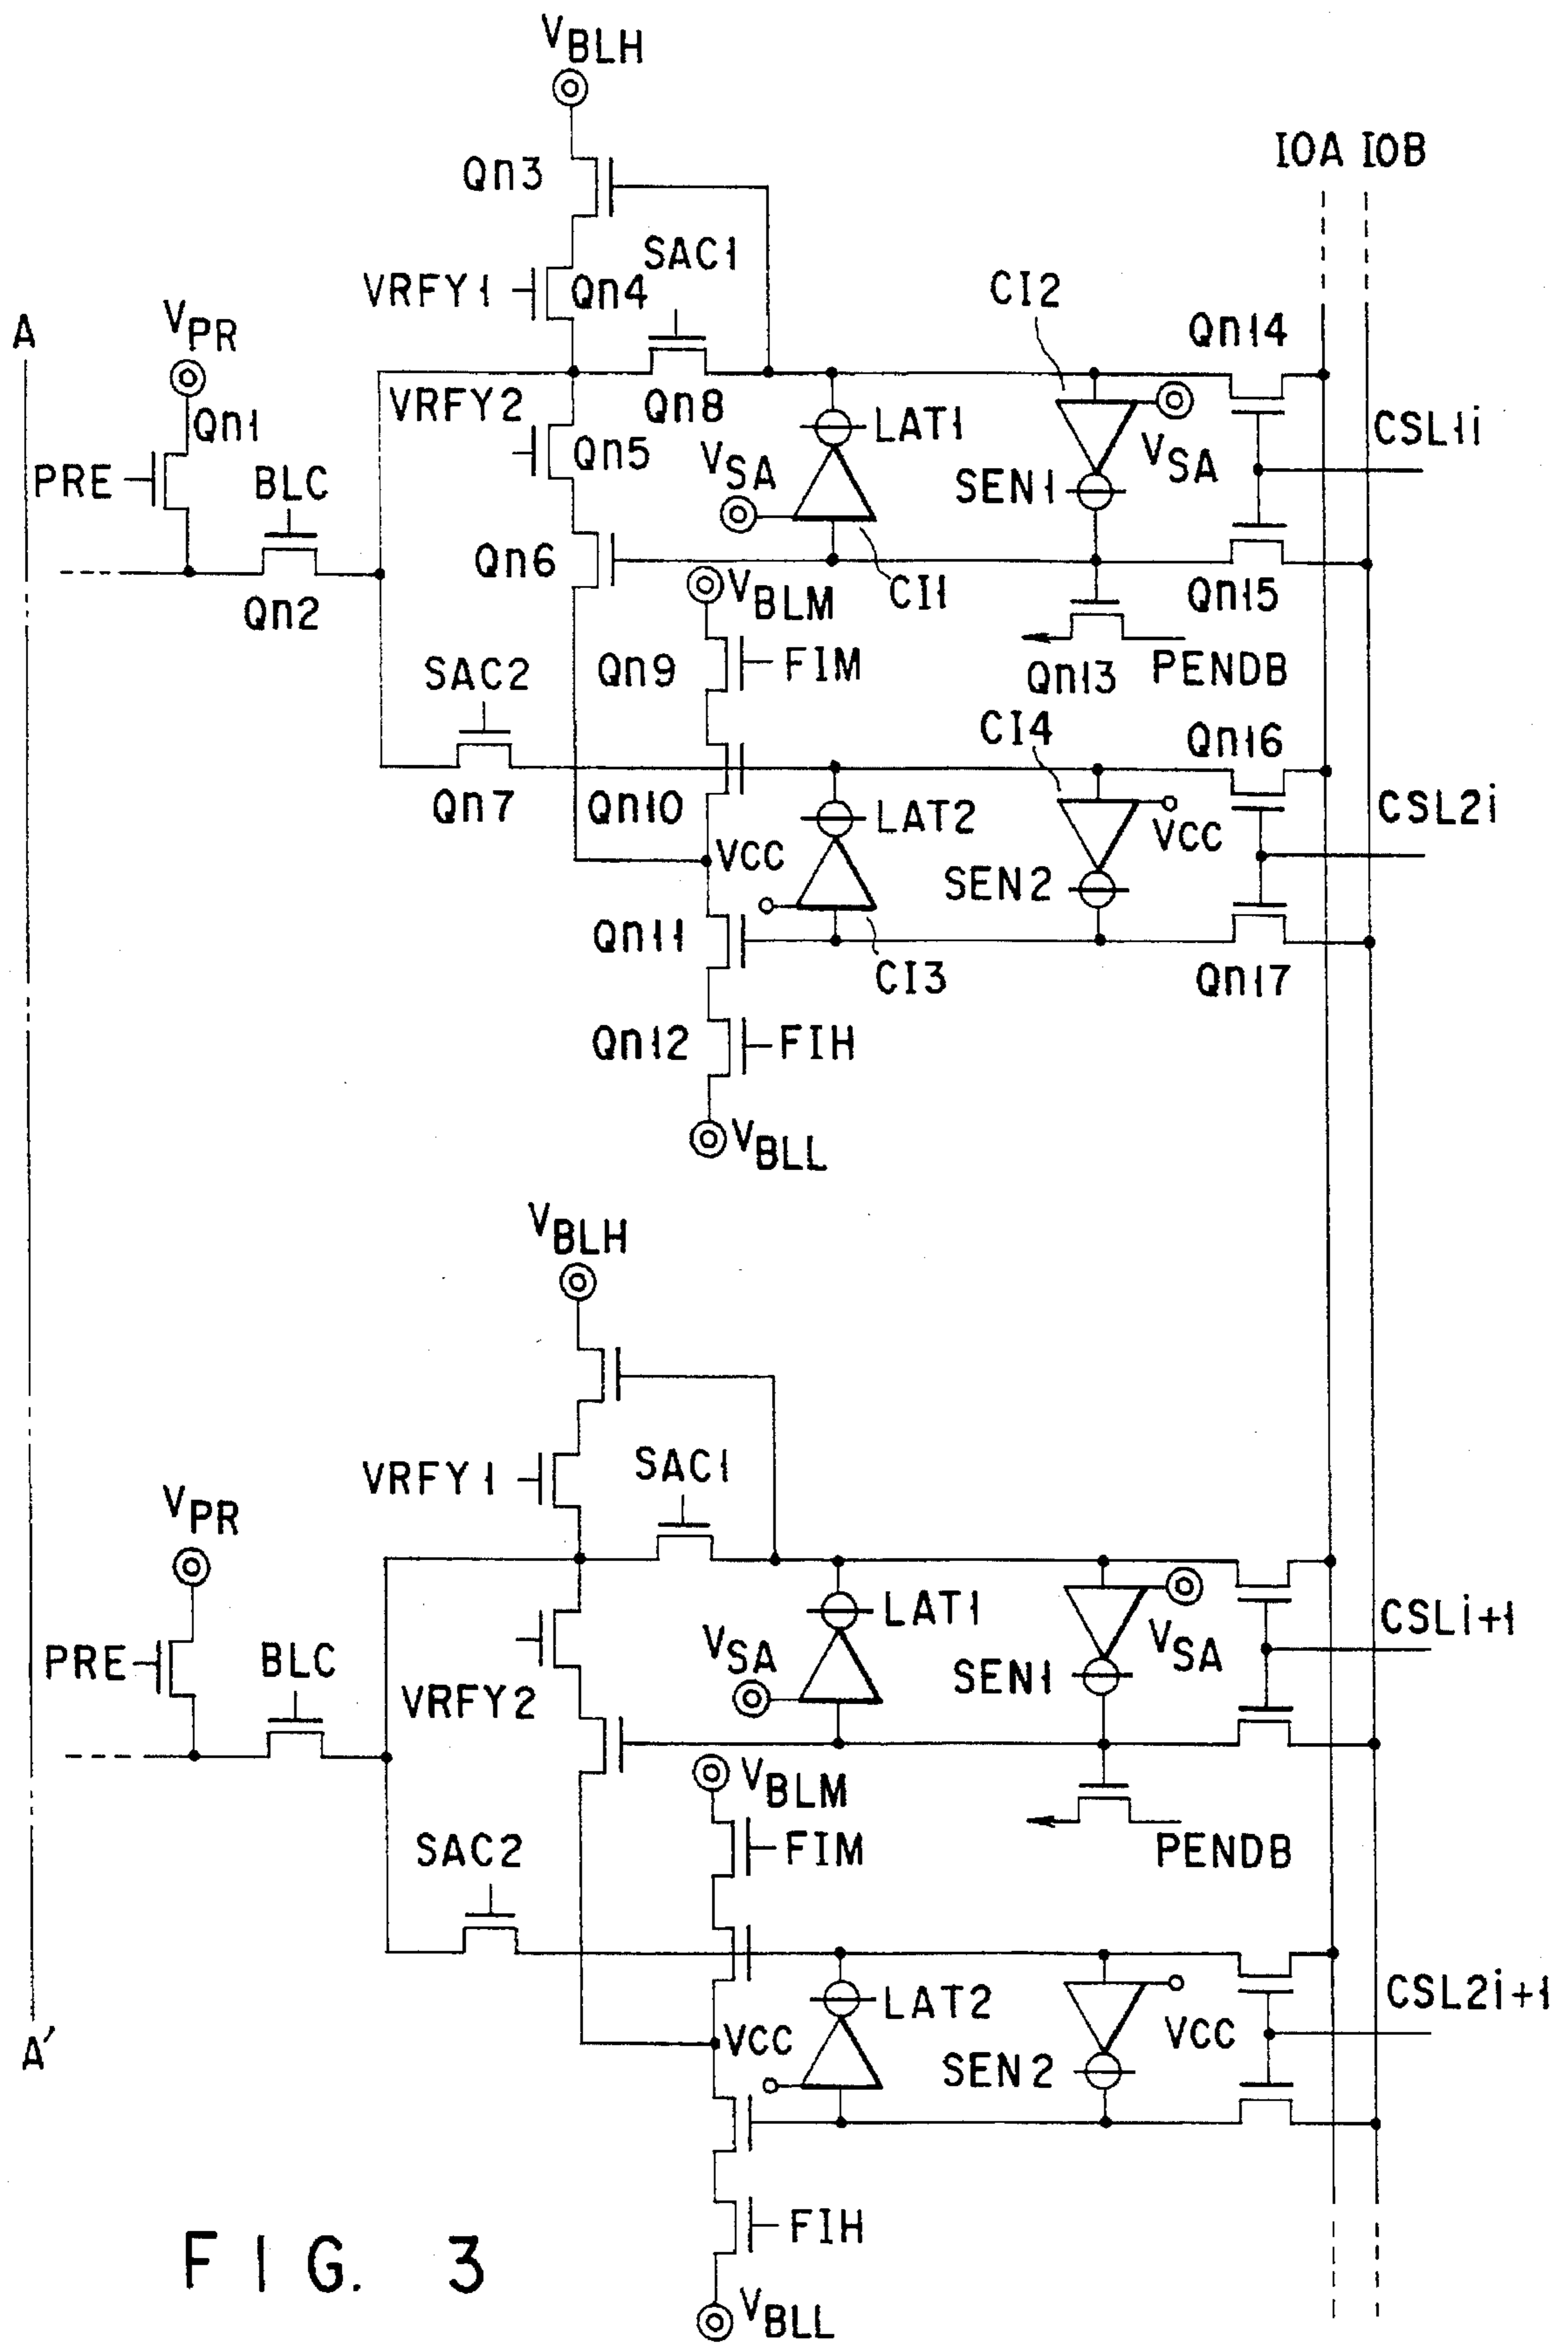 VBLH
IOA IOB
Qn3
SAC1
VRFY1
Qn4
CI2
Qn14
A
VPR
VRFY2
Qn8
LAT1
CSL1i
Qn1
Qn5
VSA
VSA
PRE
BLC
SEN1
Qn6
CI1
Qn15
VBLM
Qn2
Qn9
FIM
Qn13
PENDB
SAC2
CI4
Qn16
Qn7
Qn10
LAT2
VCC
CSL2i
VCC
SEN2
Qn11
CI3
Qn17
Qn12
FIH
VBLL
VBLH
VRFY1
SAC1
VPR
LAT1
CSLi+1
PRE
BLC
VSA
SEN1
VSA
VRFY2
VBLM
FIM
PENDB
SAC2
LAT2
CSL2i+1
VCC
VCC
SEN2
A'
FIH
VBLL
FIG. 3